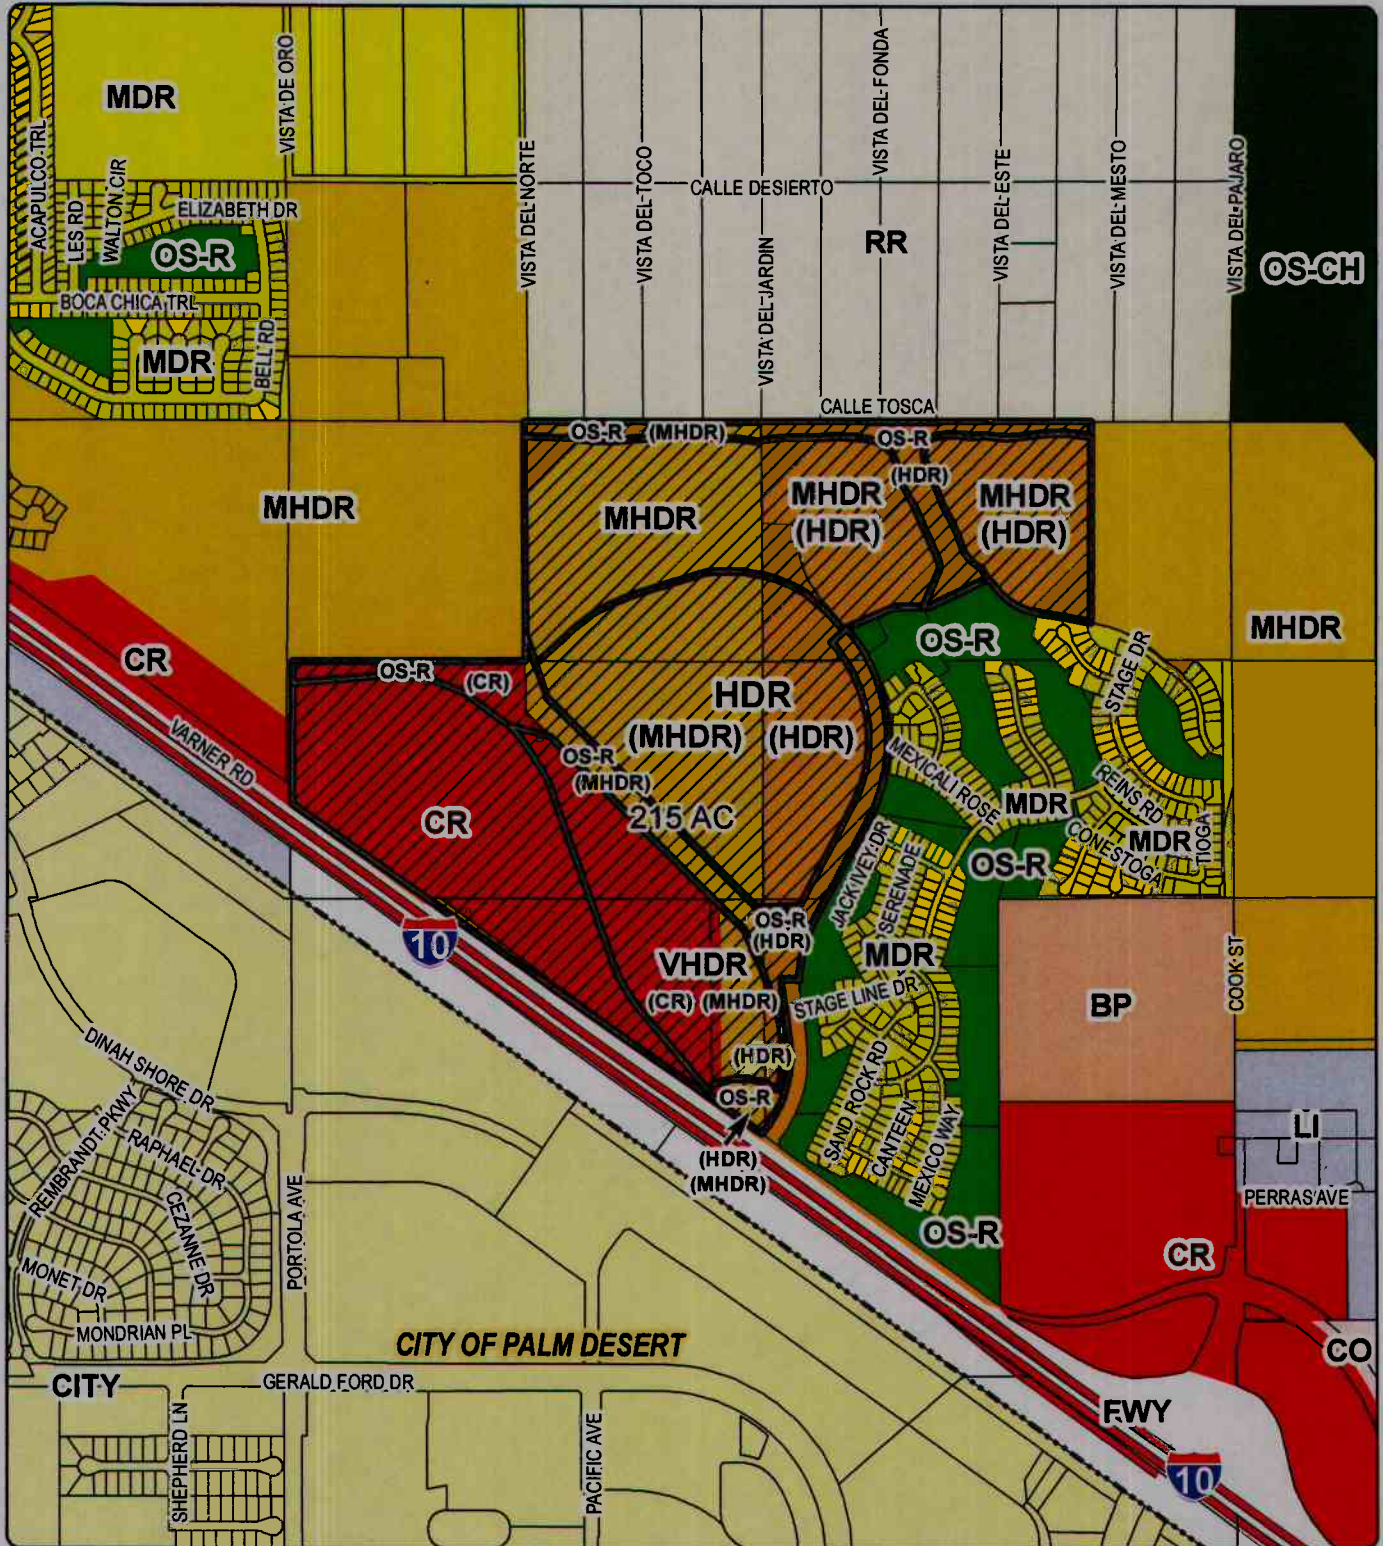 MDR
ACAPULCO TRL
LES RD
WALTON CIR
ELIZABETH DR
OS-R
BOCA CHICA TRL
MDR
BELL RD
VISTA DE ORO
VISTA DEL NORTE
VISTA DEL TOCO
CALLE DESIERTO
VISTA DEL JARDIN
VISTA DEL FONDA
RR
VISTA DEL ESTE
VISTA DEL MESTO
VISTA DEL PAJARO
OS-CH
CALLE TOSCA
OS-R (MHDR)
OS-R
(HDR)
MHDR
MHDR
MHDR
(HDR)
MHDR
(HDR)
MHDR
OS-R
STAGE DR
CR
VARNER RD
OS-R
(CR)
HDR
(MHDR) (HDR)
OS-R
(MHDR)
215 AC
CR
MEXICALI ROSE
MDR
REINS RD
CONESTOGA
MDR
TIOGA
OS-R
JACK IVEY DR
SERENADE
MDR
STAGE LINE DR
OS-R
(HDR)
10
VHDR
(CR) (MHDR)
(HDR)
OS-R
(HDR)
(MHDR)
BP
COOK ST
SAND ROCK RD
CANTEEN
MEXICO WAY
OS-R
LI
PERRAS AVE
CR
CO
DINAH SHORE DR
REMBRANDT PKWY
RAPHAEL DR
CEZANNE DR
MONET DR
MONDRIAN PL
PORTOLA AVE
CITY OF PALM DESERT
CITY
GERALD FORD DR
SHEPHERD LN
PACIFIC AVE
FWY
10